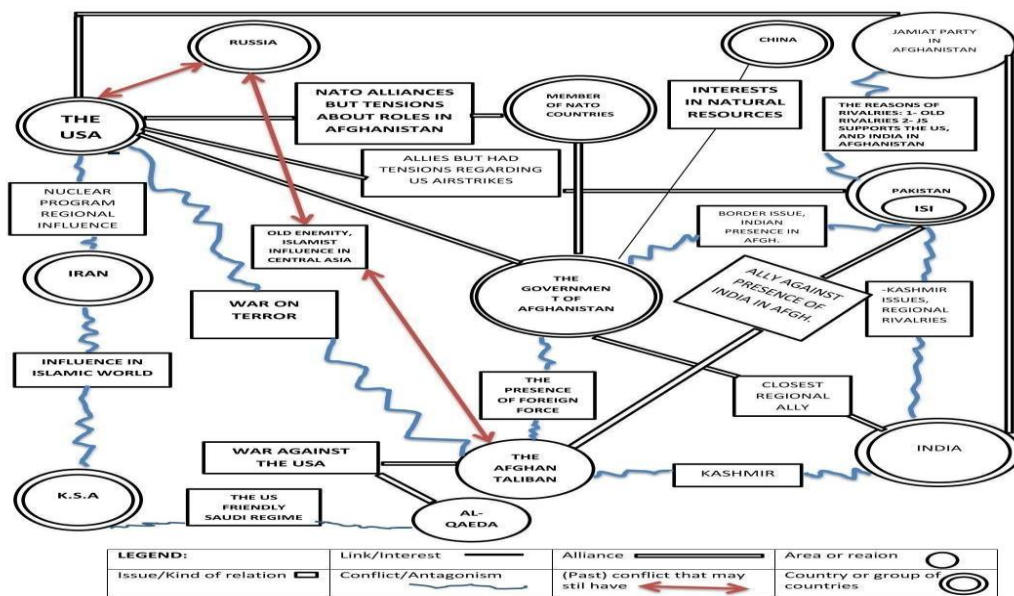 RUSSIA
CHINA
JAMIAT PARTY
IN
AFGHANISTAN
THE
USA
NATO ALLIANCES
BUT TENSIONS
ABOUT ROLES IN
AFGHANISTAN
MEMBER
OF NATO
COUNTRIES
INTERESTS
IN NATURAL
RESOURCES
THE REASONS OF
RIVALRIES: 1- OLD
RIVALRIES 2- JS
SUPPORTS THE US,
AND INDIA IN
AFGHANISTAN
ALLIES BUT HAD
TENSIONS REGARDING
US AIRSTRIKES
NUCLEAR
PROGRAM
REGIONAL
INFLUENCE
PAKISTAN
ISI
OLD ENEMITY,
ISLAMIST
INFLUENCE IN
CENTRAL ASIA
BORDER ISSUE,
INDIAN
PRESENCE IN
AFGH.
IRAN
THE
GOVERNMEN
T OF
AFGHANISTAN
ALLY AGAINST
PRESENCE OF
INDIA IN AFGH.
-KASHMIR
ISSUES,
REGIONAL
RIVALRIES
WAR ON
TERROR
INFLUENCE IN
ISLAMIC WORLD
THE
PRESENCE
OF FOREIGN
FORCE
CLOSEST
REGIONAL
ALLY
WAR AGAINST
THE USA
THE AFGHAN
TALIBAN
KASHMIR
INDIA
K.S.A
THE US
FRIENDLY
SAUDI REGIME
AL-
QAEDA
LEGEND:
Link/Interest
Alliance
Area or reaion
Issue/Kind of relation
Conflict/Antagonism
(Past) conflict that may
stil have
Country or group of
countries